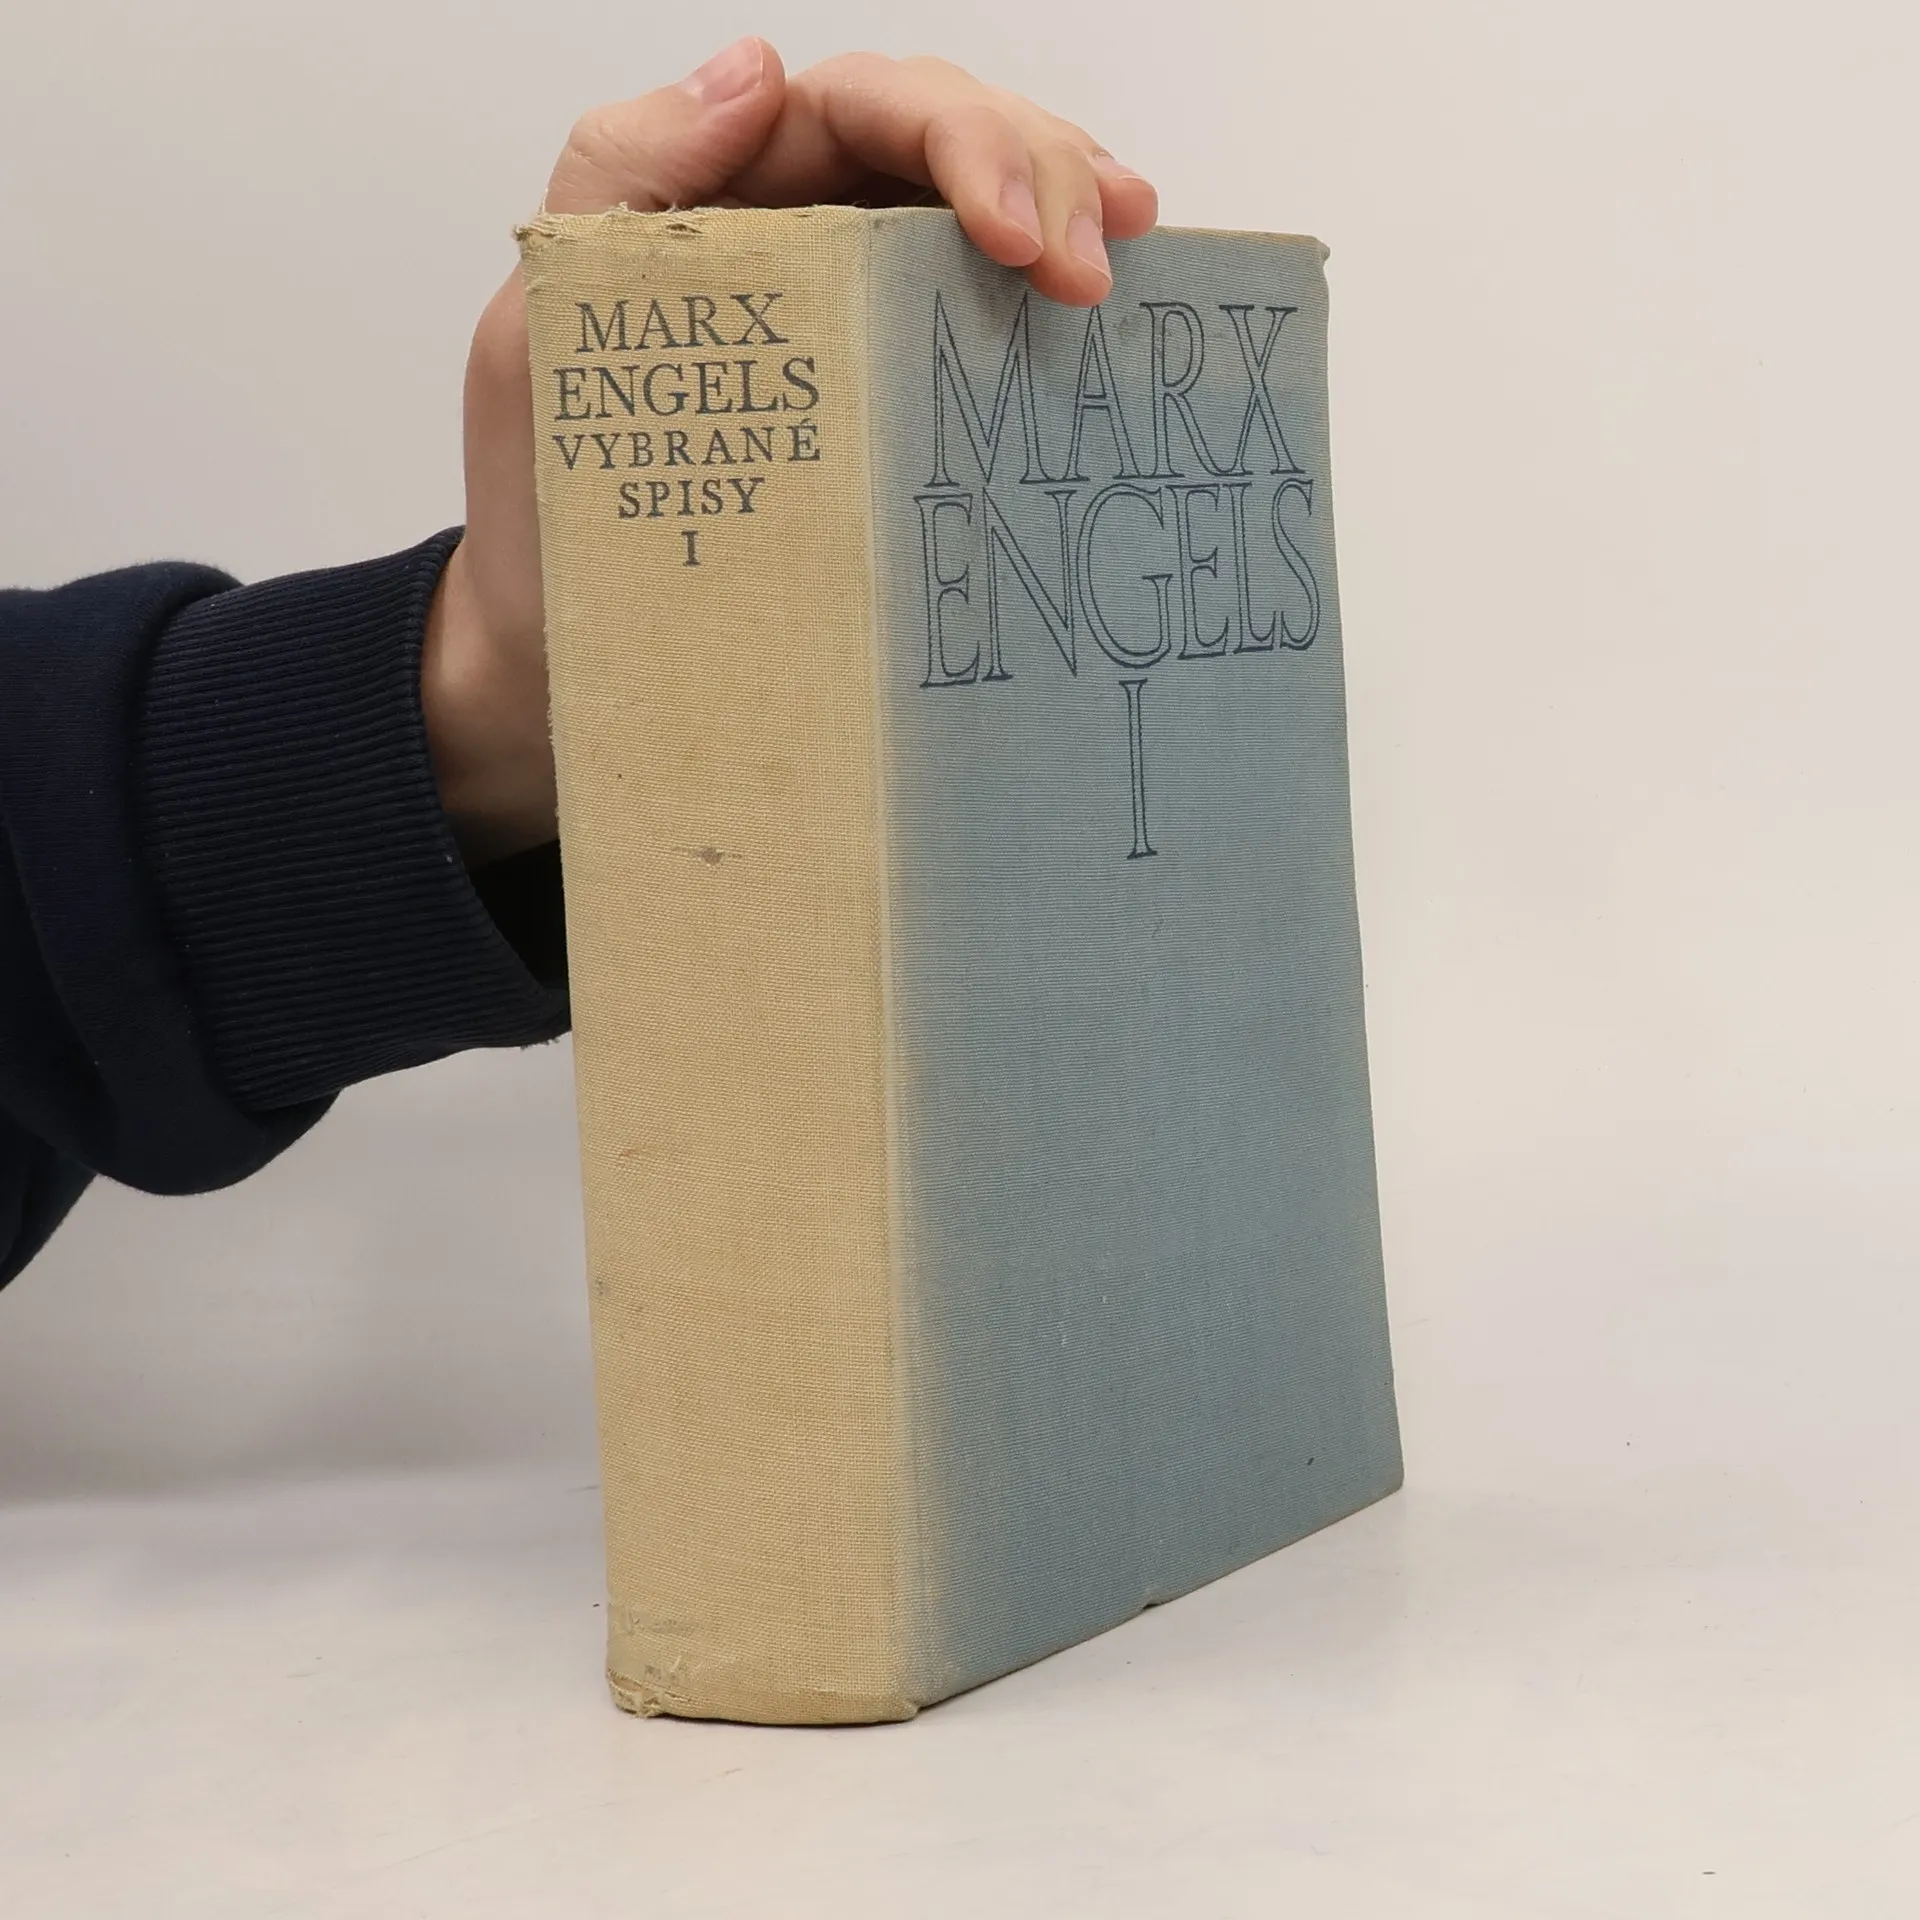 MARX
ENGELS
VYBRANÉ
SPISY
I
MARX
ENGELS
I